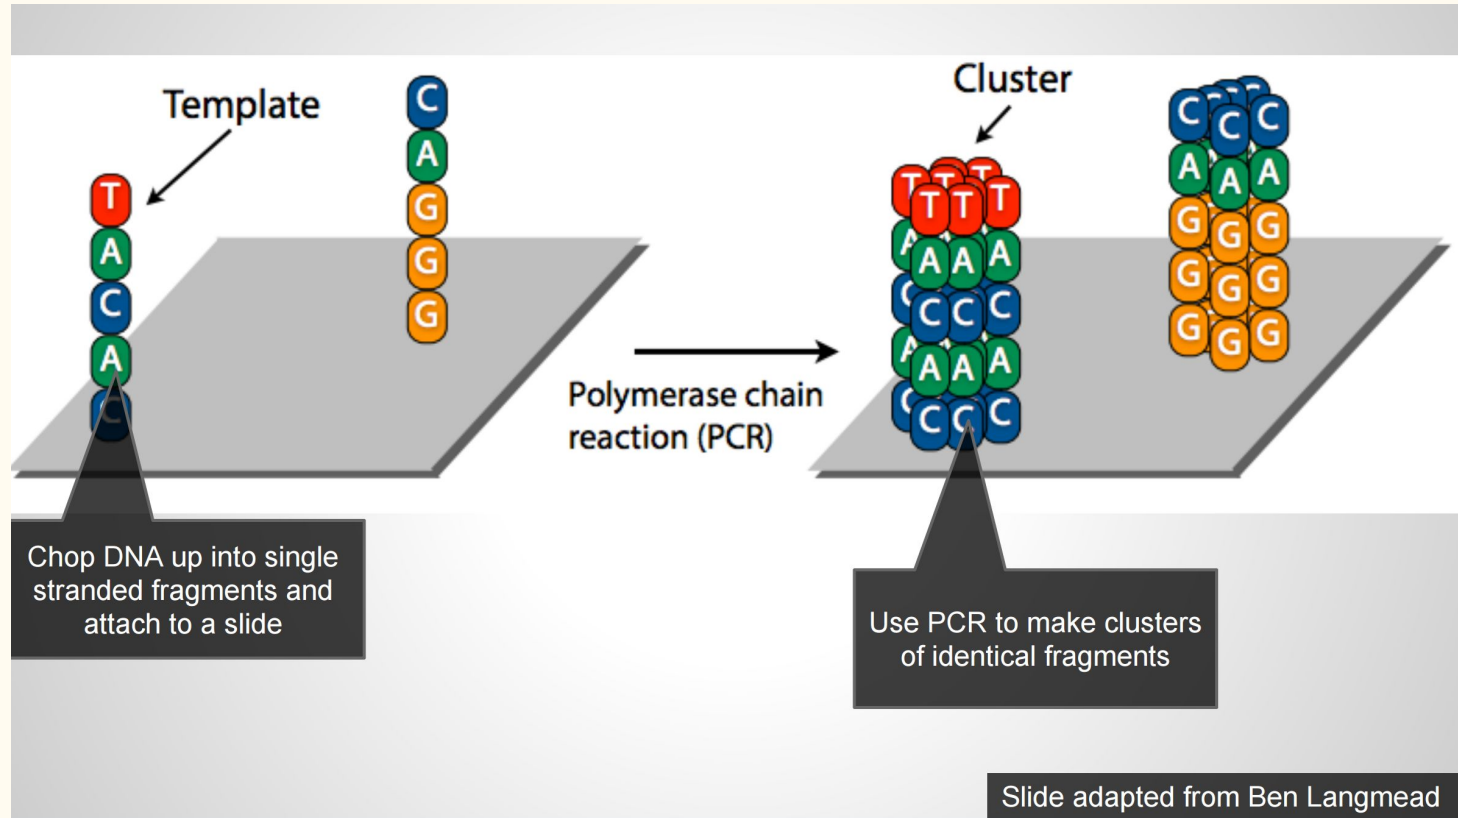 Template
T
A
C
A
C
C
A
G
G
G
Polymerase chain
reaction (PCR)
Cluster
T T T T T
T T T
A A A A
C C C C
A A A A
C C C C
C C C C C
C
A A A
G G G
G G G
G G G
Chop DNA up into single
stranded fragments and
attach to a slide
Use PCR to make clusters
of identical fragments
Slide adapted from Ben Langmead